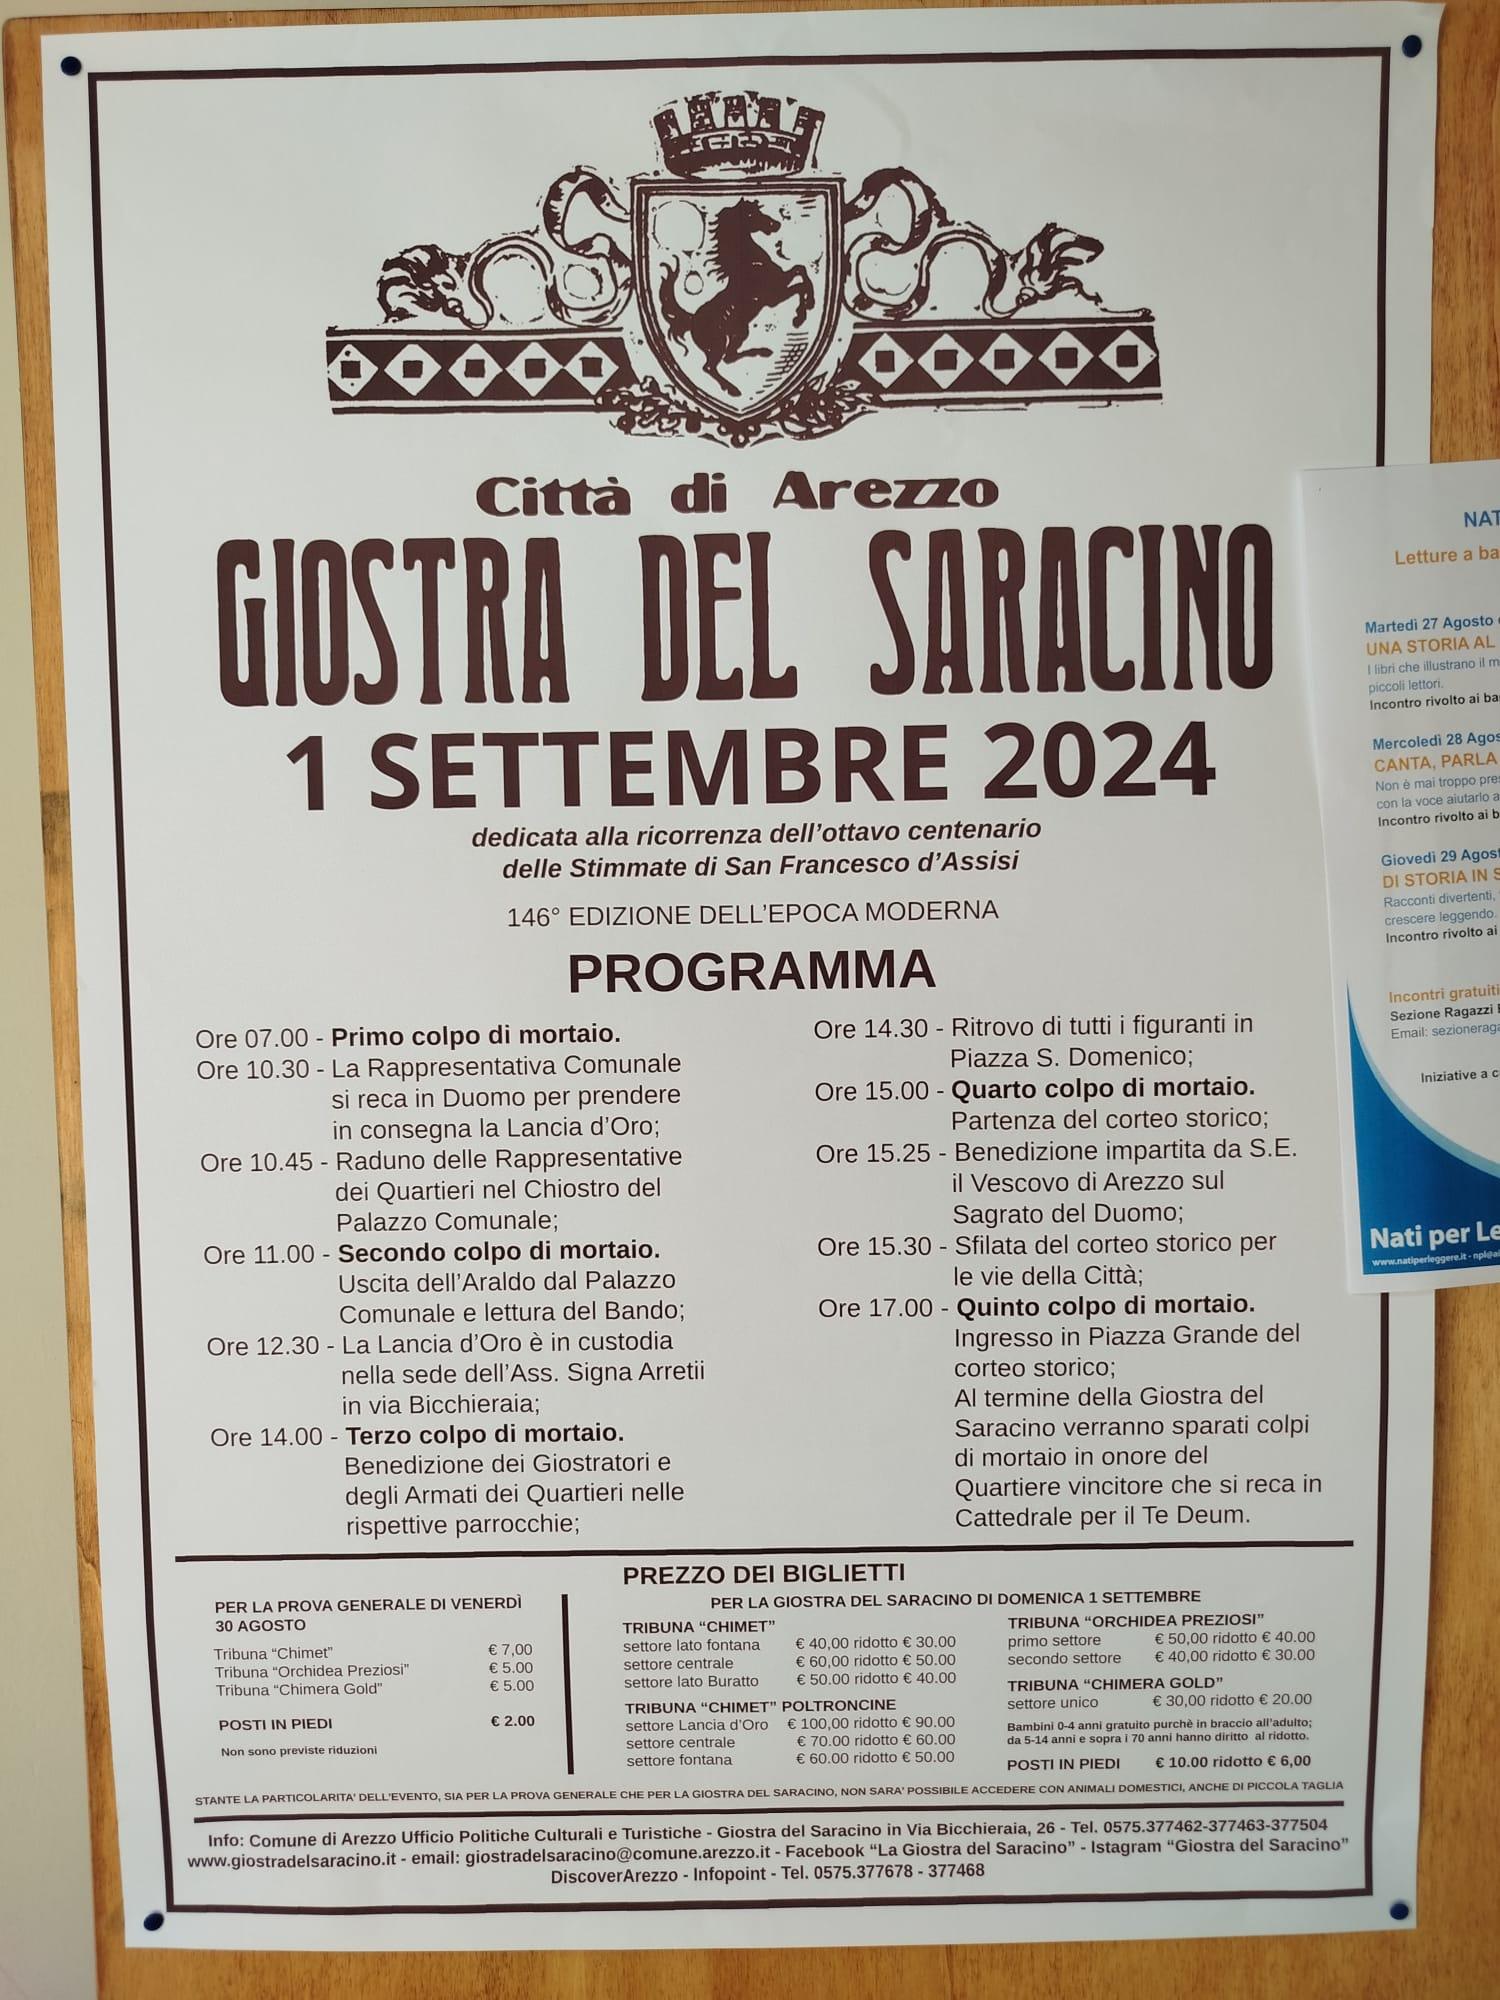 Città di Arezzo
GIOSTRA DEL SARACINO
1 SETTEMBRE 2024
dedicata alla ricorrenza dell'ottavo centenario
delle Stimmate di San Francesco d'Assisi
146° EDIZIONE DELL'EPOCA MODERNA
PROGRAMMA
Ore 07.00 - Primo colpo di mortaio.
Ore 10.30 - La Rappresentativa Comunale
si reca in Duomo per prendere
in consegna la Lancia d'Oro;
Ore 10.45 - Raduno delle Rappresentative
dei Quartieri nel Chiostro del
Palazzo Comunale;
Ore 11.00 - Secondo colpo di mortaio.
Uscita dell'Araldo dal Palazzo
Comunale e lettura del Bando;
Ore 12.30 - La Lancia d'Oro è in custodia
nella sede dell'Ass. Signa Arretii
in via Bicchieraia;
Ore 14.00 - Terzo colpo di mortaio.
Benedizione dei Giostratori e
degli Armati dei Quartieri nelle
rispettive parrocchie;
Ore 14.30 - Ritrovo di tutti i figuranti in
Piazza S. Domenico;
Ore 15.00 - Quarto colpo di mortaio.
Partenza del corteo storico;
Ore 15.25 - Benedizione impartita da S.E.
il Vescovo di Arezzo sul
Sagrato del Duomo;
Ore 15.30 - Sfilata del corteo storico per
le vie della Città;
Ore 17.00 - Quinto colpo di mortaio.
Ingresso in Piazza Grande del
corteo storico;
Al termine della Giostra del
Saracino verranno sparati colpi
di mortaio in onore del
Quartiere vincitore che si reca in
Cattedrale per il Te Deum.
PREZZO DEI BIGLIETTI
PER LA PROVA GENERALE DI VENERDÌ
30 AGOSTO
Tribuna "Chimet" € 7,00
Tribuna "Orchidea Preziosi" € 5.00
Tribuna "Chimera Gold" € 5.00
POSTI IN PIEDI € 2.00
Non sono previste riduzioni
PER LA GIOSTRA DEL SARACINO DI DOMENICA 1 SETTEMBRE
TRIBUNA "CHIMET"
settore lato fontana € 40,00 ridotto € 30.00
settore centrale € 60,00 ridotto € 50.00
settore lato Buratto € 50.00 ridotto € 40.00
TRIBUNA "CHIMET" POLTRONCINE
settore Lancia d'Oro € 100,00 ridotto € 90.00
settore centrale € 70.00 ridotto € 60.00
settore fontana € 60.00 ridotto € 50.00
TRIBUNA "ORCHIDEA PREZIOSI"
primo settore € 50,00 ridotto € 40.00
secondo settore € 40,00 ridotto € 30.00
TRIBUNA "CHIMERA GOLD"
settore unico € 30,00 ridotto € 20.00
Bambini 0-4 anni gratuito purchè in braccio all'adulto;
da 5-14 anni e sopra i 70 anni hanno diritto al ridotto.
POSTI IN PIEDI € 10.00 ridotto € 6,00
STANTE LA PARTICOLARITA' DELL'EVENTO, SIA PER LA PROVA GENERALE CHE PER LA GIOSTRA DEL SARACINO, NON SARA' POSSIBILE ACCEDERE CON ANIMALI DOMESTICI, ANCHE DI PICCOLA TAGLIA
Info: Comune di Arezzo Ufficio Politiche Culturali e Turistiche - Giostra del Saracino in Via Bicchieraia, 26 - Tel. 0575.377462-377463-377504
www.giostradelsaracino.it - email: giostradelsaracino@comune.arezzo.it - Facebook "La Giostra del Saracino" - Istagram "Giostra del Saracino"
DiscoverArezzo - Infopoint - Tel. 0575.377678 - 377468
NAT
Letture a ba
Martedì 27 Agosto
UNA STORIA AL
I libri che illustrano il m
piccoli lettori.
Incontro rivolto ai ba
Mercoledì 28 Agos
CANTA, PARLA
Non è mai troppo pre
con la voce aiutarlo a
Incontro rivolto ai b
Giovedì 29 Agost
DI STORIA IN S
Racconti divertenti,
crescere leggendo.
Incontro rivolto ai
Incontri gratuiti
Sezione Ragazzi
Email: sezioneraga
Iniziative a c
Nati per Le
www.natiperleggere.it - npl@ai